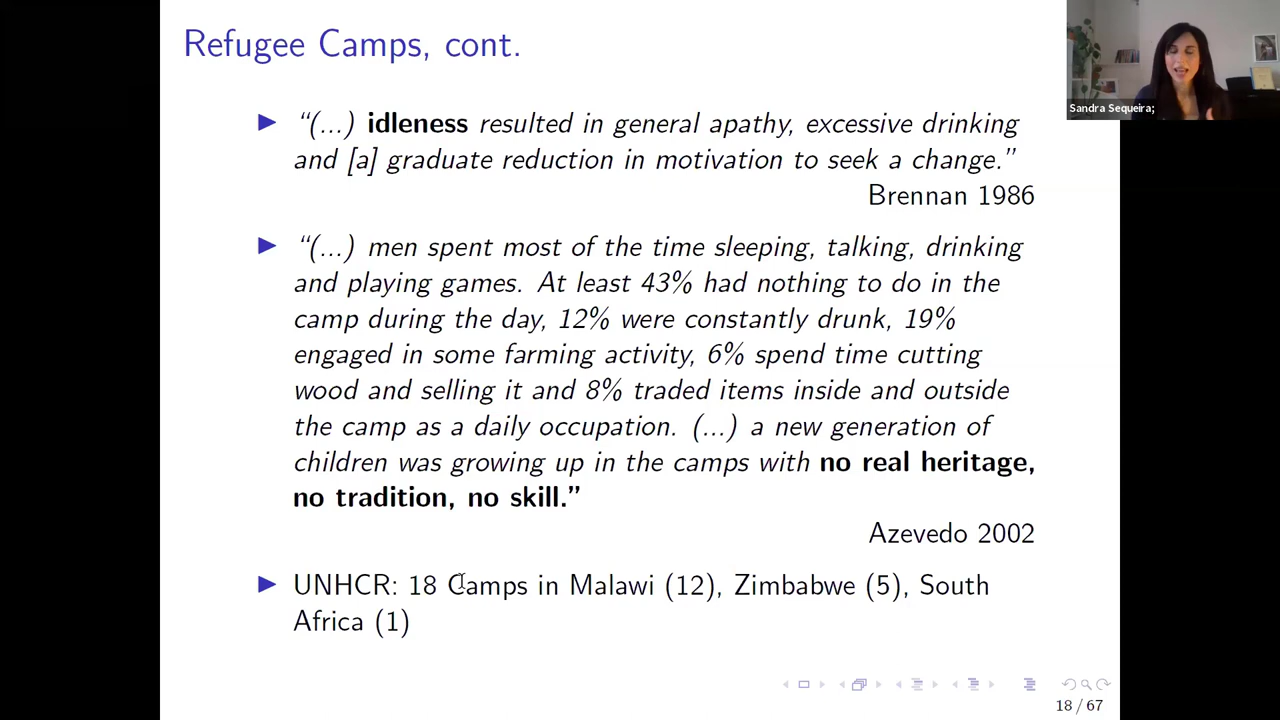 Refugee Camps, cont.
Sandra Sequeira;
▶ “(...) idleness resulted in general apathy, excessive drinking
and [a] graduate reduction in motivation to seek a change.”
Brennan 1986
▶ “(...) men spent most of the time sleeping, talking, drinking
and playing games. At least 43% had nothing to do in the
camp during the day, 12% were constantly drunk, 19%
engaged in some farming activity, 6% spend time cutting
wood and selling it and 8% traded items inside and outside
the camp as a daily occupation. (...) a new generation of
children was growing up in the camps with no real heritage,
no tradition, no skill.”
Azevedo 2002
▶ UNHCR: 18 Camps in Malawi (12), Zimbabwe (5), South
Africa (1)
18 / 67